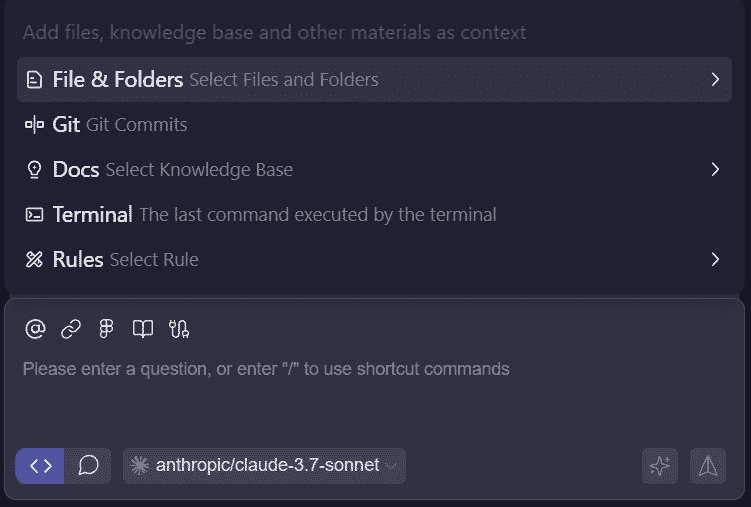 Add files, knowledge base and other materials as context
File & Folders Select Files and Folders
Git Git Commits
Docs Select Knowledge Base
Terminal The last command executed by the terminal
Rules Select Rule
Please enter a question, or enter "/" to use shortcut commands
anthropic/claude-3.7-sonnet